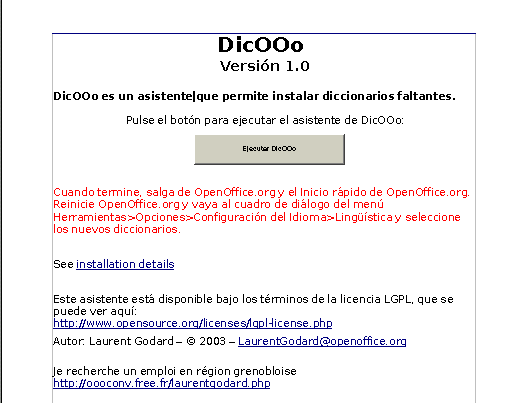 DicOOo
Versión 1.0
DicOOo es un asistente que permite instalar diccionarios faltantes.
Pulse el botón para ejecutar el asistente de DicOOo:
Ejecutar DicOOo
Cuando termine, salga de OpenOffice.org y el Inicio rápido de OpenOffice.org.
Reinicie OpenOffice.org y vaya al cuadro de diálogo del menú
Herramientas>Opciones>Configuración del Idioma>Lingüística y seleccione
los nuevos diccionarios.
See installation details
Este asistente está disponible bajo los términos de la licencia LGPL, que se
puede ver aquí:
http://www.opensource.org/licenses/lgpl-license.php
Autor: Laurent Godard – © 2003 – LaurentGodard@openoffice.org
Je recherche un emploi en région grenobloise
http://oooconv.free.fr/laurentgodard.php